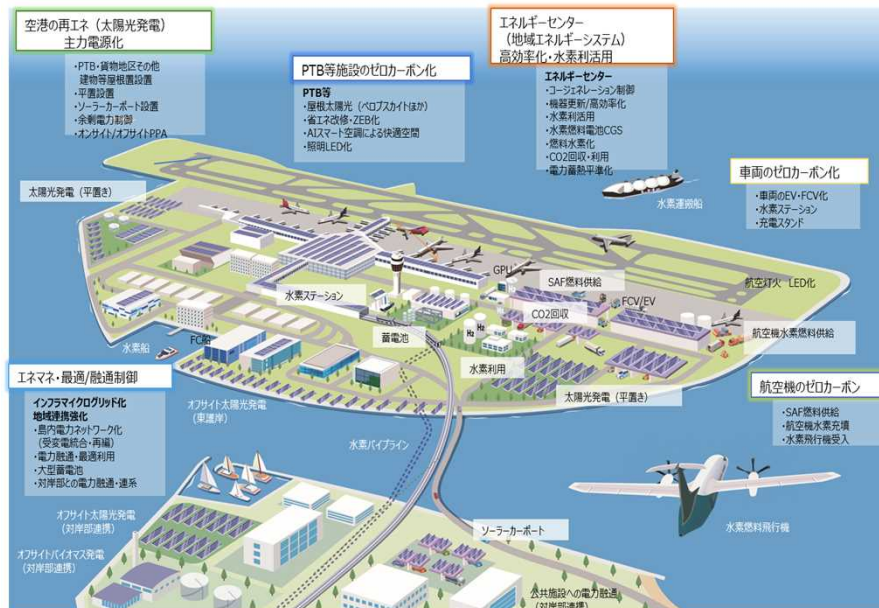 空港の再エネ（太陽光発電）
主力電源化
・PTB・貨物地区その他
建物等屋根置設置
・平置設置
・ソーラーカーポート設置
・余剰電力制御
・オンサイト/オフサイトPPA
PTB等施設のゼロカーボン化
PTB等
・屋根太陽光（ペロブスカイトほか）
・省エネ改修・ZEB化
・AIスマート空調による快適空間
・照明LED化
エネルギーセンター
（地域エネルギーシステム）
高効率化・水素利活用
エネルギーセンター
・コージェネレーション制御
・機器更新/高効率化
・水素利活用
・水素燃料電池CGS
・燃料水素化
・CO2回収・利用
・電力蓄熱平準化
水素運搬船
車両のゼロカーボン化
・車両のEV・FCV化
・水素ステーション
・充電スタンド
太陽光発電（平置き）
GPU
SAF燃料供給
航空灯火 LED化
水素ステーション
FCV/EV
CO2回収
蓄電池
H2
H2
H2
航空機水素燃料供給
水素船
FC船
水素利用
太陽光発電（平置き）
エネマネ・最適/融通制御
インフラマイクログリッド化
地域連携強化
・島内電力ネットワーク化
（受変電統合・再編）
・電力融通・最適利用
・大型蓄電池
・対岸部との電力融通・連系
オフサイト太陽光発電
（東護岸）
水素パイプライン
航空機のゼロカーボン
・SAF燃料供給
・航空機水素充填
・水素飛行機受入
水素燃料飛行機
オフサイト太陽光発電
（対岸部連携）
オフサイトバイオマス発電
（対岸部連携）
ソーラーカーポート
公共施設への電力融通
（対岸部連携）